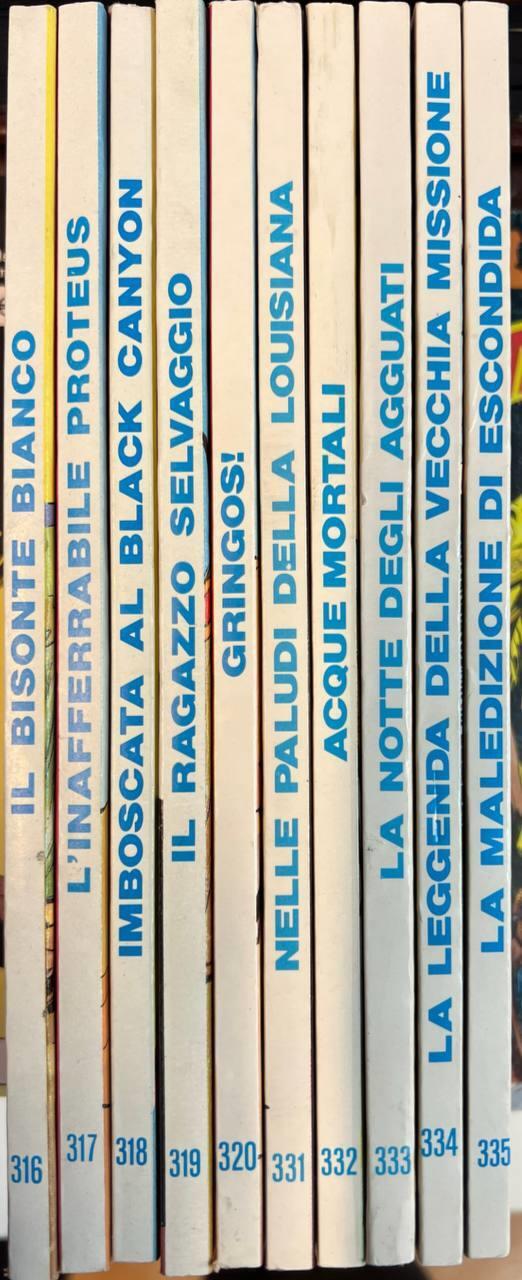 IL BISONTE BIANCO
316
L'INAFFERRABILE PROTEUS
317
IMBOSCATA AL BLACK CANYON
318
IL RAGAZZO SELVAGGIO
319
GRINGOS!
320
NELLE PALUDI DELLA LOUISIANA
331
ACQUE MORTALI
332
LA NOTTE DEGLI AGGUATI
333
LA LEGGENDA DELLA VECCHIA MISSIONE
334
LA MALEDIZIONE DI ESCONDIDA
335